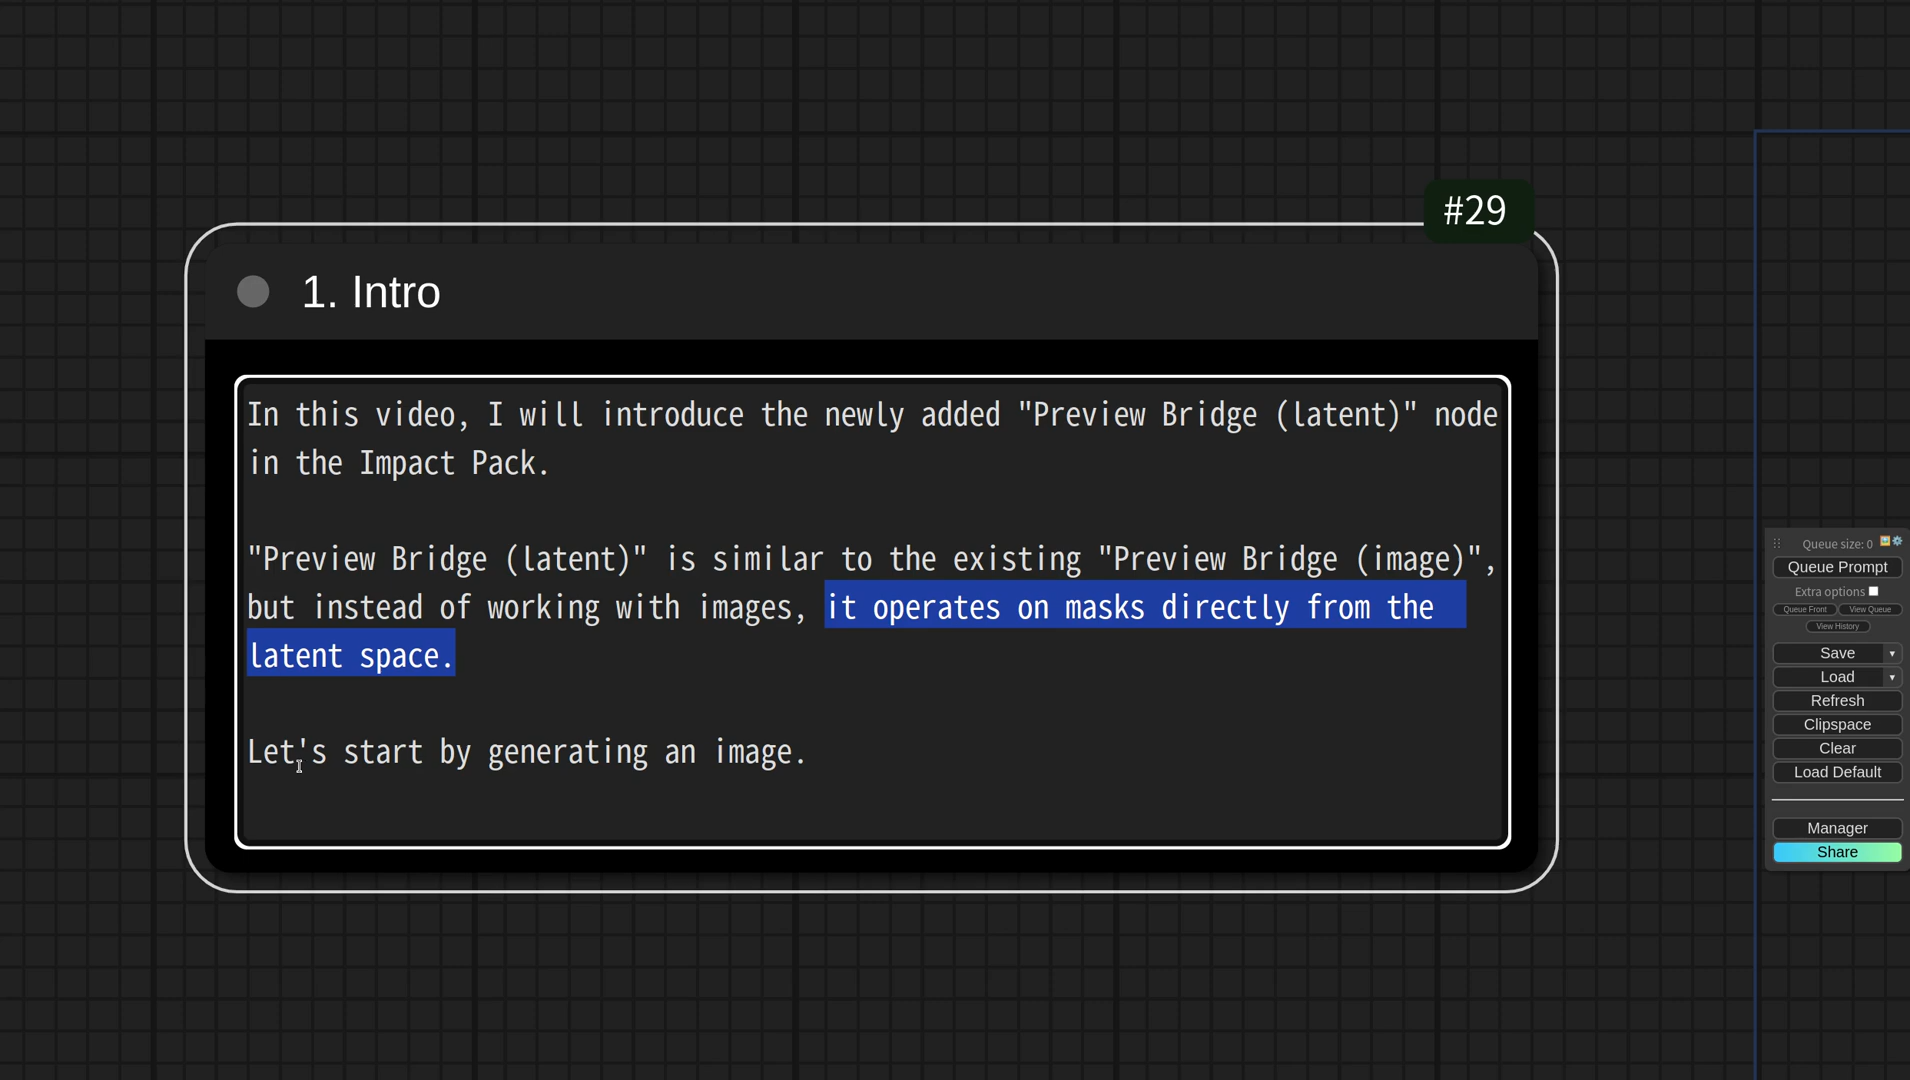 #29
1. Intro
In this video, I will introduce the newly added "Preview Bridge (latent)" node
in the Impact Pack.
"Preview Bridge (latent)" is similar to the existing "Preview Bridge (image)",
but instead of working with images, it operates on masks directly from the
latent space.
Let's start by generating an image.
Queue size: 0
Queue Prompt
Extra options
Queue Front View Queue
View History
Save
Load
Refresh
Clipspace
Clear
Load Default
Manager
Share